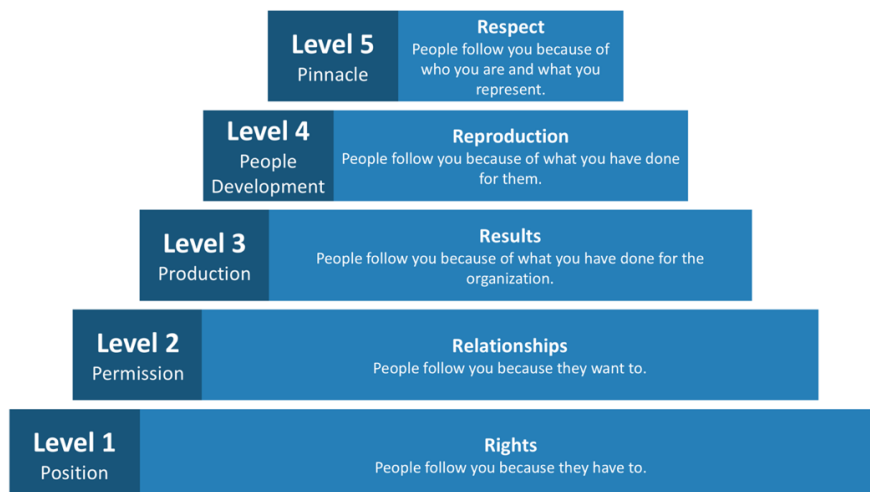 Level 5
Pinnacle
Respect
People follow you because of
who you are and what you
represent.
Level 4
People
Development
Reproduction
People follow you because of what you have done
for them.
Level 3
Production
Results
People follow you because of what you have done for the
organization.
Level 2
Permission
Relationships
People follow you because they want to.
Level 1
Position
Rights
People follow you because they have to.